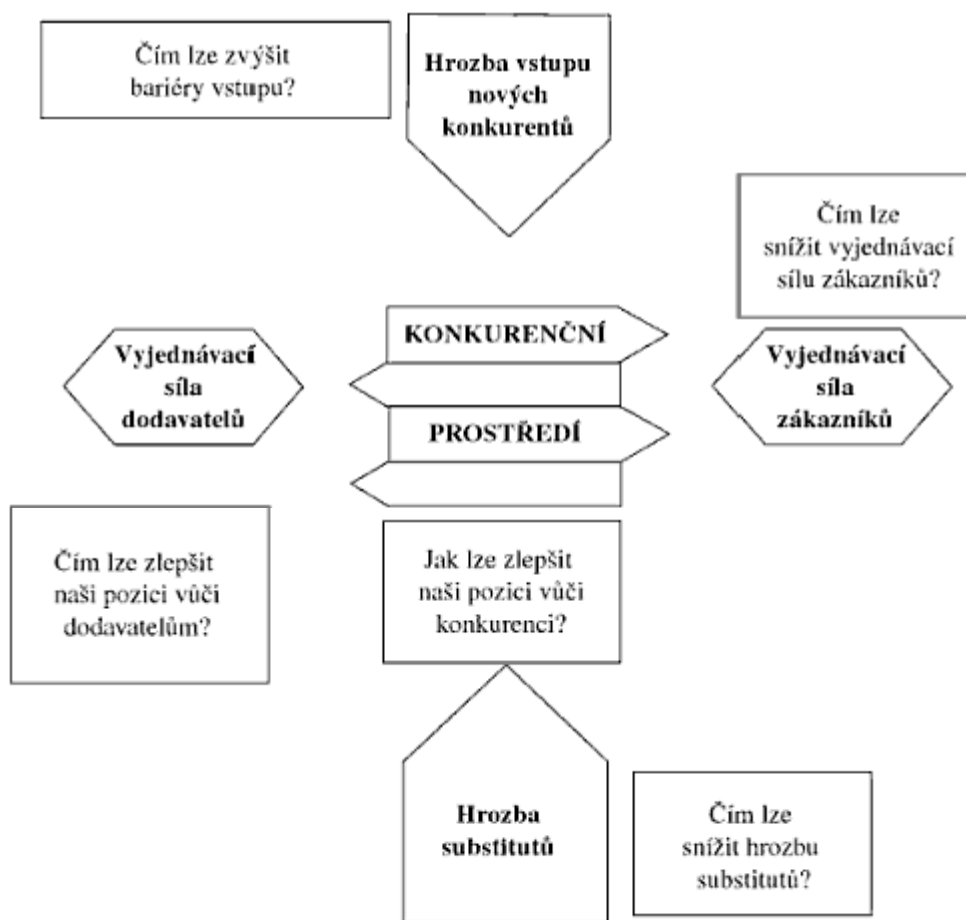 Čím lze zvýšit
bariéry vstupu?
Hrozba vstupu
nových
konkurentů
Čím lze
snížit vyjednávací
sílu zákazníků?
Vyjednávací
síla
dodavatelů
KONKURENČNÍ
PROSTŘEDÍ
Vyjednávací
síla
zákazníků
Čím lze zlepšit
naši pozici vůči
dodavatelům?
Jak lze zlepšit
naši pozici vůči
konkurenci?
Hrozba
substitutů
Čím lze
snížit hrozbu
substitutů?